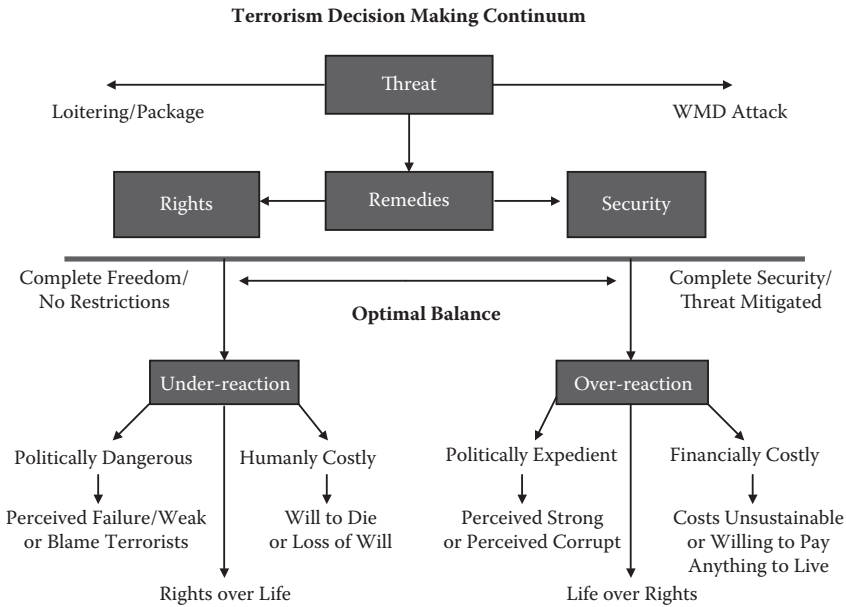 Terrorism Decision Making Continuum
Threat
Loitering/Package
WMD Attack
Rights
Remedies
Security
Complete Freedom/
No Restrictions
Complete Security/
Threat Mitigated
Optimal Balance
Under-reaction
Over-reaction
Politically Dangerous
Humanly Costly
Politically Expedient
Financially Costly
Perceived Failure/Weak
or Blame Terrorists
Will to Die
or Loss of Will
Perceived Strong
or Perceived Corrupt
Costs Unsustainable
or Willing to Pay
Anything to Live
Rights over Life
Life over Rights